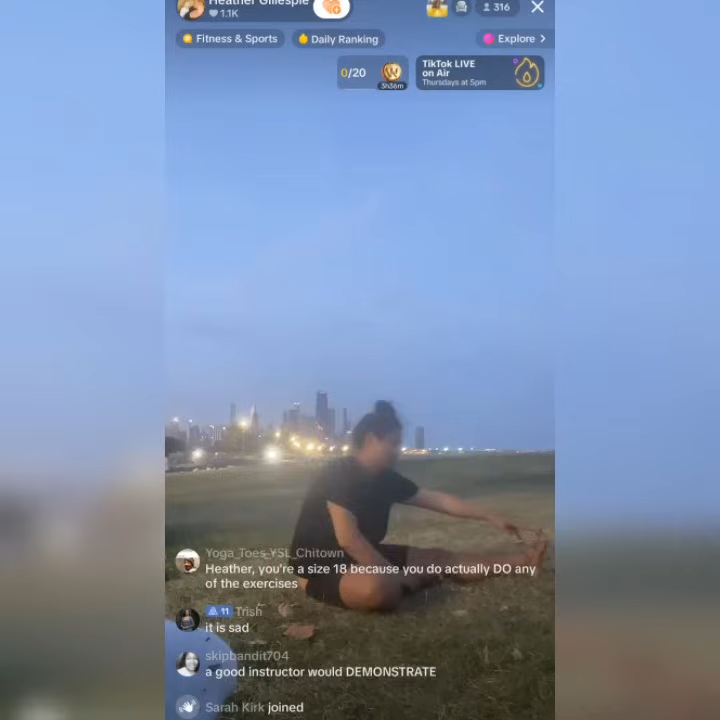 Heather Gillespie
1.1K
316
Fitness & Sports
Daily Ranking
Explore >
0/20
3h36m
TikTok LIVE
on Air
Thursdays at 5pm
Yoga_Toes-YSL_Chitown
Heather, you're a size 18 because you do actually DO any
of the exercises
11 Trish
it is sad
skipbandit704
a good instructor would DEMONSTRATE
Sarah Kirk joined